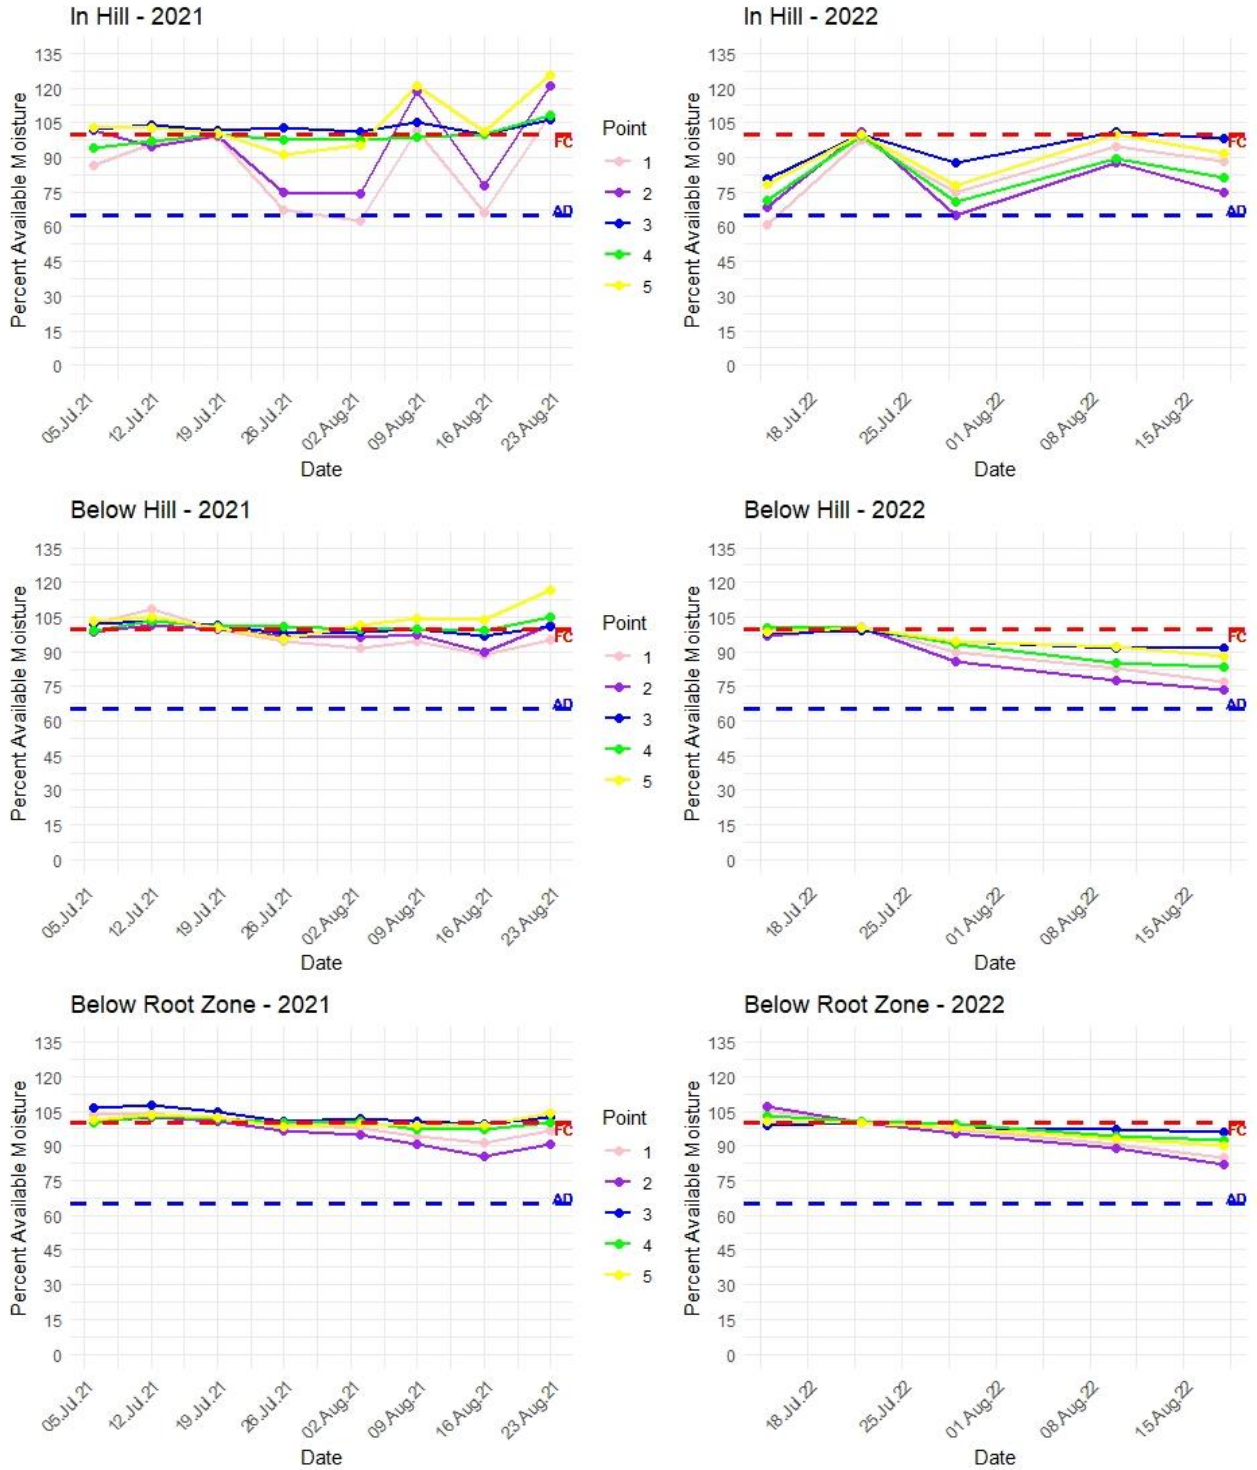 In Hill - 2021
Percent Available Moisture
135
120
105
90
75
60
45
30
15
0
FC
AD
05.Jul.21
12.Jul.21
19.Jul.21
26.Jul.21
02.Aug.21
09.Aug.21
16.Aug.21
23.Aug.21
Date
Point
1
2
3
4
5
In Hill - 2022
Percent Available Moisture
135
120
105
90
75
60
45
30
15
0
FC
AD
18.Jul.22
25.Jul.22
01.Aug.22
08.Aug.22
15.Aug.22
Date
Below Hill - 2021
Percent Available Moisture
135
120
105
90
75
60
45
30
15
0
FC
AD
05.Jul.21
12.Jul.21
19.Jul.21
26.Jul.21
02.Aug.21
09.Aug.21
16.Aug.21
23.Aug.21
Date
Point
1
2
3
4
5
Below Hill - 2022
Percent Available Moisture
135
120
105
90
75
60
45
30
15
0
FC
AD
18.Jul.22
25.Jul.22
01.Aug.22
08.Aug.22
15.Aug.22
Date
Below Root Zone - 2021
Percent Available Moisture
135
120
105
90
75
60
45
30
15
0
FC
AD
05.Jul.21
12.Jul.21
19.Jul.21
26.Jul.21
02.Aug.21
09.Aug.21
16.Aug.21
23.Aug.21
Date
Point
1
2
3
4
5
Below Root Zone - 2022
Percent Available Moisture
135
120
105
90
75
60
45
30
15
0
FC
AD
18.Jul.22
25.Jul.22
01.Aug.22
08.Aug.22
15.Aug.22
Date